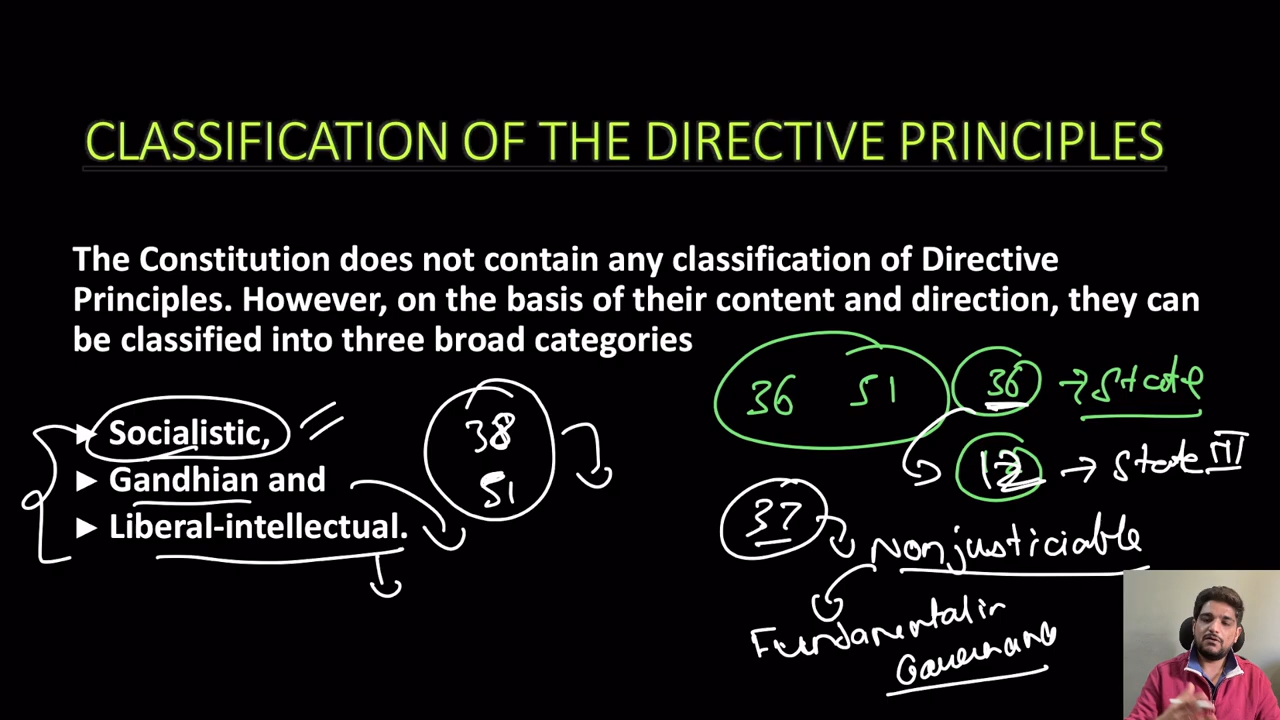 CLASSIFICATION OF THE DIRECTIVE PRINCIPLES
The Constitution does not contain any classification of Directive
Principles. However, on the basis of their content and direction, they can
be classified into three broad categories
► Socialistic,
► Gandhian and
► Liberal-intellectual.
38
51
36 51 36 → State
12 → State III
37
Nonjusticiable
Fundamental in
Governance